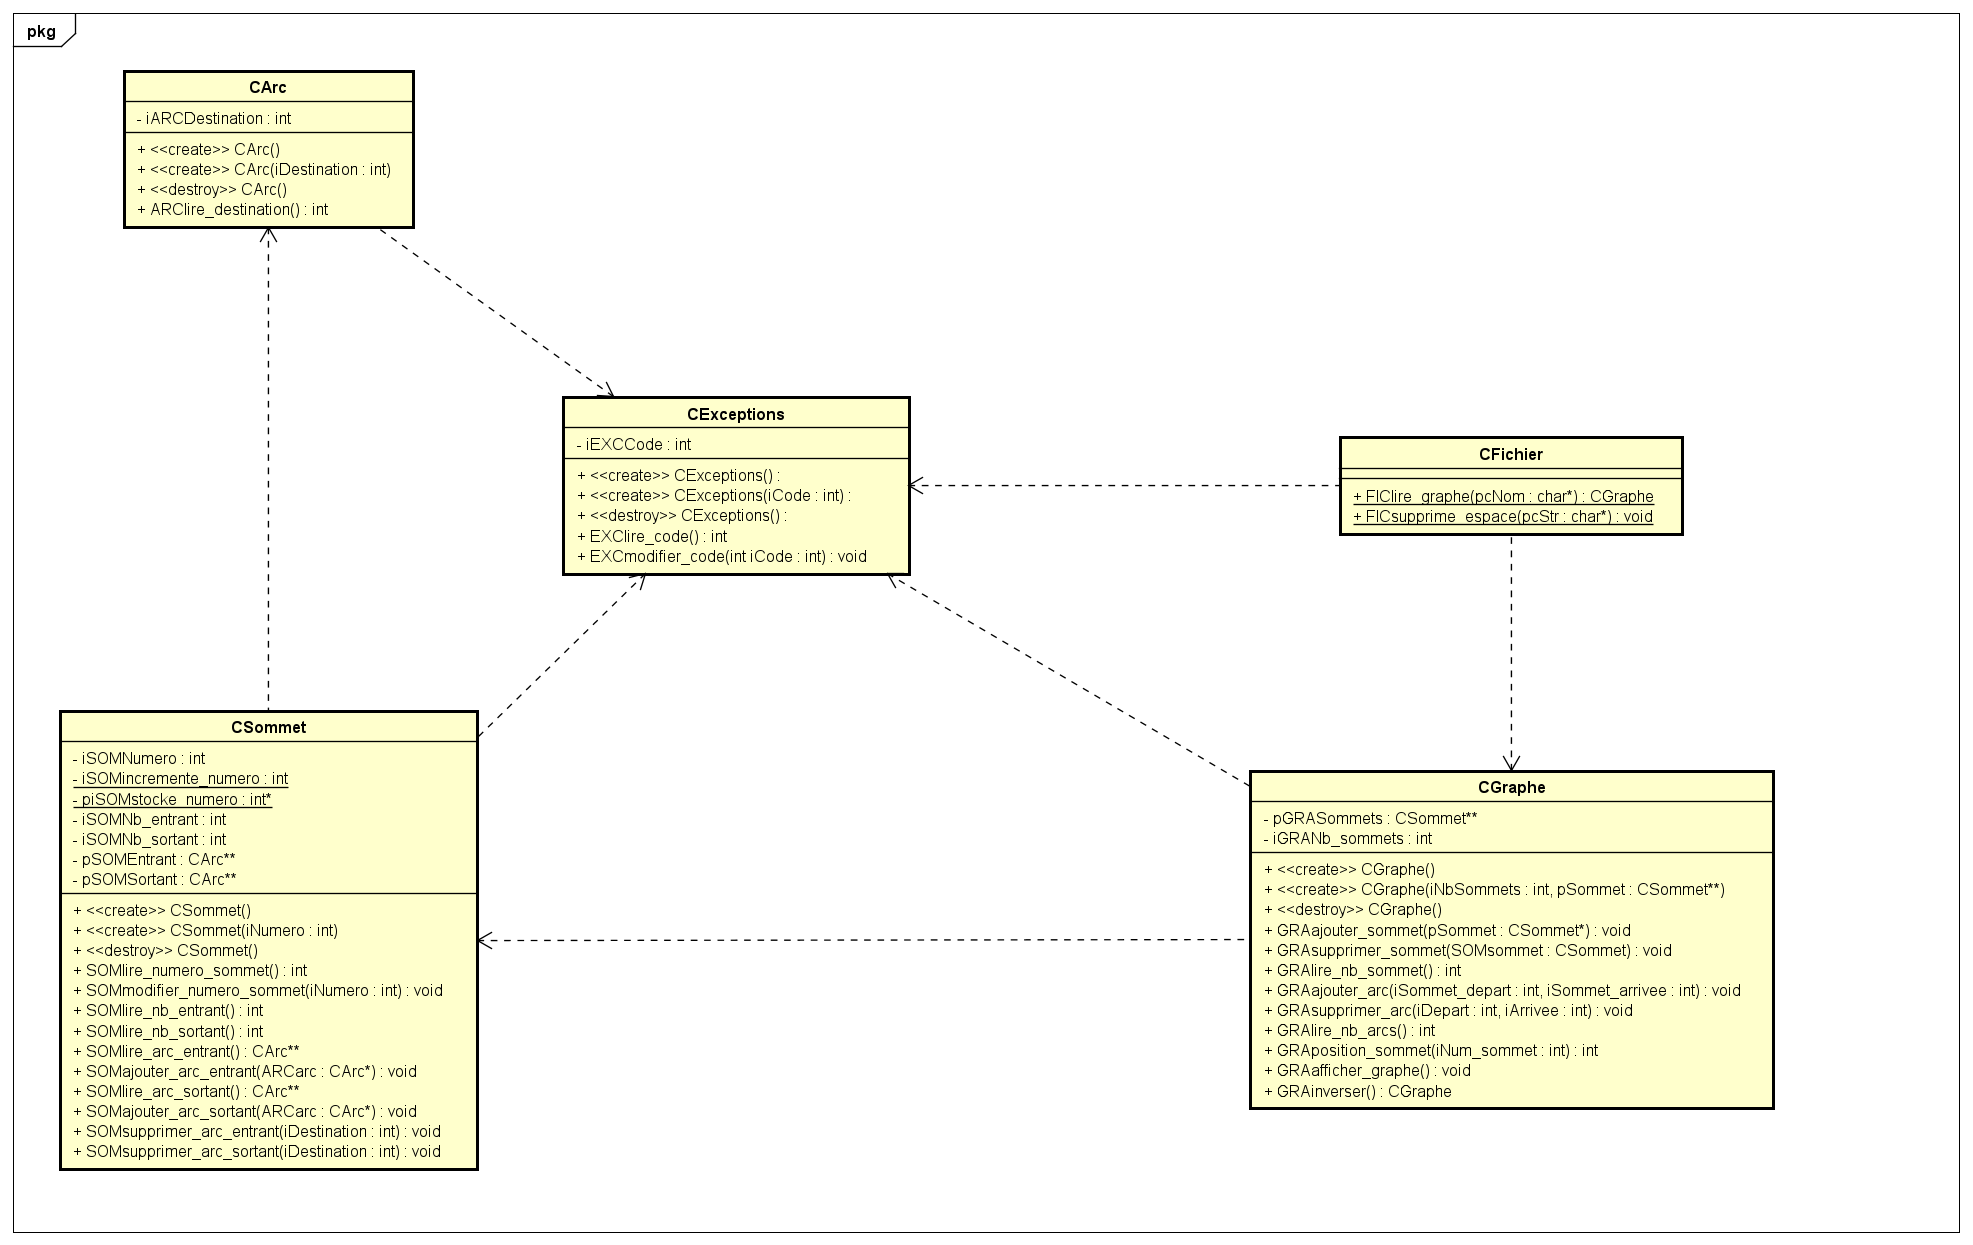 pkg
CArc
- iARCDestination : int
+ <<create>> CArc()
+ <<create>> CArc(iDestination : int)
+ <<destroy>> CArc()
+ ARClire_destination() : int
CExceptions
- iEXCCode : int
+ <<create>> CExceptions() :
+ <<create>> CExceptions(iCode : int) :
+ <<destroy>> CExceptions() :
+ EXClire_code() : int
+ EXCmodifier_code(int iCode : int) : void
CFichier
+ FIClire_graphe(pcNom : char*) : CGraphe
+ FICsupprime_espace(pcStr : char*) : void
CSommet
- iSOMNumero : int
- iSOMincremente_numero : int
- piSOMstocke_numero : int*
- iSOMNb_entrant : int
- iSOMNb_sortant : int
- pSOMEntrant : CArc**
- pSOMSortant : CArc**
+ <<create>> CSommet()
+ <<create>> CSommet(iNumero : int)
+ <<destroy>> CSommet()
+ SOMlire_numero_sommet() : int
+ SOMmodifier_numero_sommet(iNumero : int) : void
+ SOMlire_nb_entrant() : int
+ SOMlire_nb_sortant() : int
+ SOMlire_arc_entrant() : CArc**
+ SOMajouter_arc_entrant(ARCarc : CArc*) : void
+ SOMlire_arc_sortant() : CArc**
+ SOMajouter_arc_sortant(ARCarc : CArc*) : void
+ SOMsupprimer_arc_entrant(iDestination : int) : void
+ SOMsupprimer_arc_sortant(iDestination : int) : void
CGraphe
- pGRASommets : CSommet**
- iGRANb_sommets : int
+ <<create>> CGraphe()
+ <<create>> CGraphe(iNbSommets : int, pSommet : CSommet**)
+ <<destroy>> CGraphe()
+ GRAajouter_sommet(pSommet : CSommet*) : void
+ GRAsupprimer_sommet(SOMsommet : CSommet) : void
+ GRAlire_nb_sommet() : int
+ GRAajouter_arc(iSommet_depart : int, iSommet_arrivee : int) : void
+ GRAsupprimer_arc(iDepart : int, iArrivee : int) : void
+ GRAlire_nb_arcs() : int
+ GRAposition_sommet(iNum_sommet : int) : int
+ GRAafficher_graphe() : void
+ GRAinverser() : CGraphe